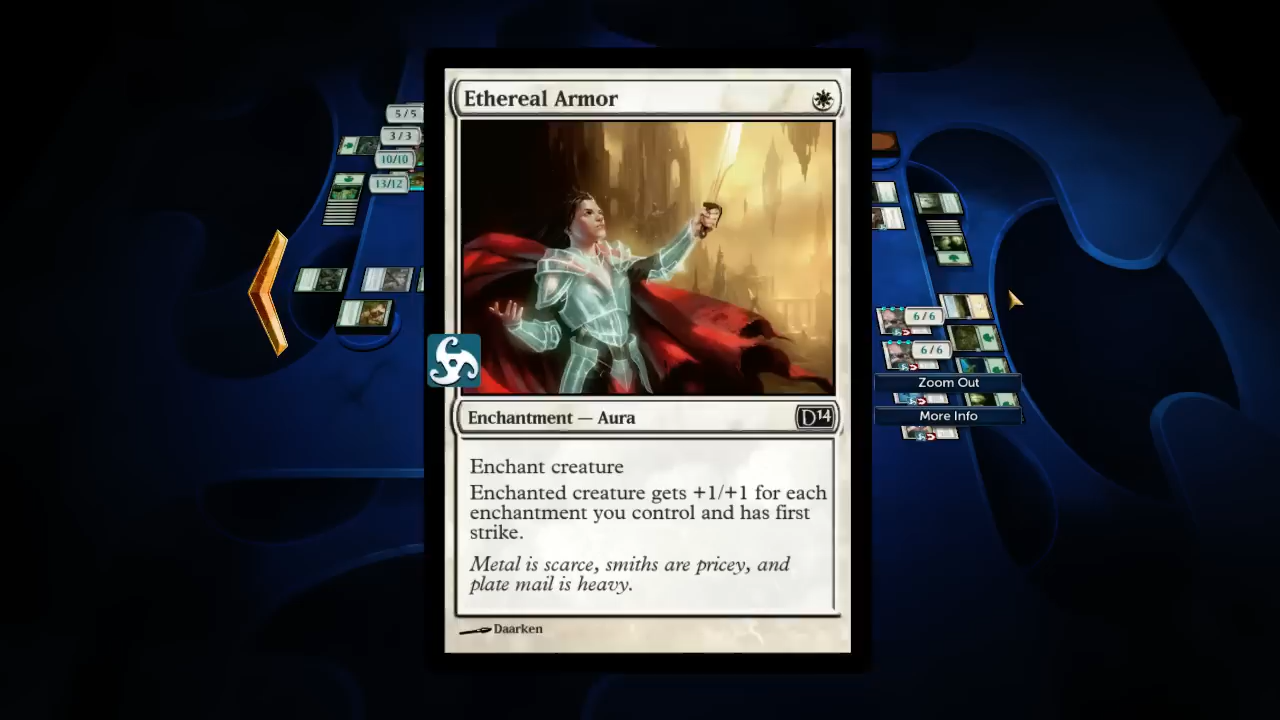 Ethereal Armor
5/5
3/3
10/10
13/12
6/6
6/6
Zoom Out
More Info
Enchantment — Aura
D14
Enchant creature
Enchanted creature gets +1/+1 for each
enchantment you control and has first
strike.
Metal is scarce, smiths are pricey, and
plate mail is heavy.
Daarken